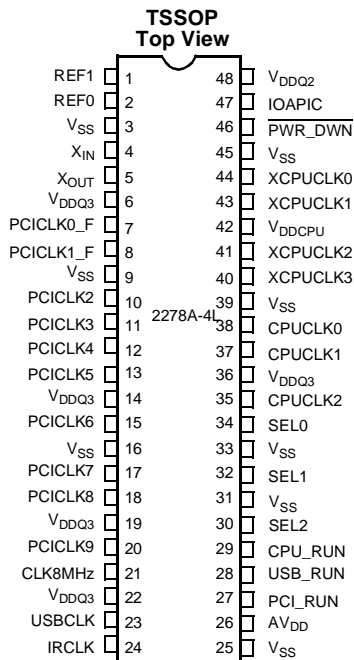 TSSOP
Top View
REF1 1 48 VDDQ2
REF0 2 47 IOAPIC
VSS 3 46 PWR_DWN
XIN 4 45 VSS
XOUT 5 44 XCPUCLK0
VDDQ3 6 43 XCPUCLK1
PCICLK0_F 7 42 VDDCPU
PCICLK1_F 8 41 XCPUCLK2
VSS 9 40 XCPUCLK3
PCICLK2 10 39 VSS
2278A-4L
PCICLK3 11 38 CPUCLK0
PCICLK4 12 37 CPUCLK1
PCICLK5 13 36 VDDQ3
VDDQ3 14 35 CPUCLK2
PCICLK6 15 34 SEL0
VSS 16 33 VSS
PCICLK7 17 32 SEL1
PCICLK8 18 31 VSS
VDDQ3 19 30 SEL2
PCICLK9 20 29 CPU_RUN
CLK8MHz 21 28 USB_RUN
VDDQ3 22 27 PCI_RUN
USBCLK 23 26 AVDD
IRCLK 24 25 VSS